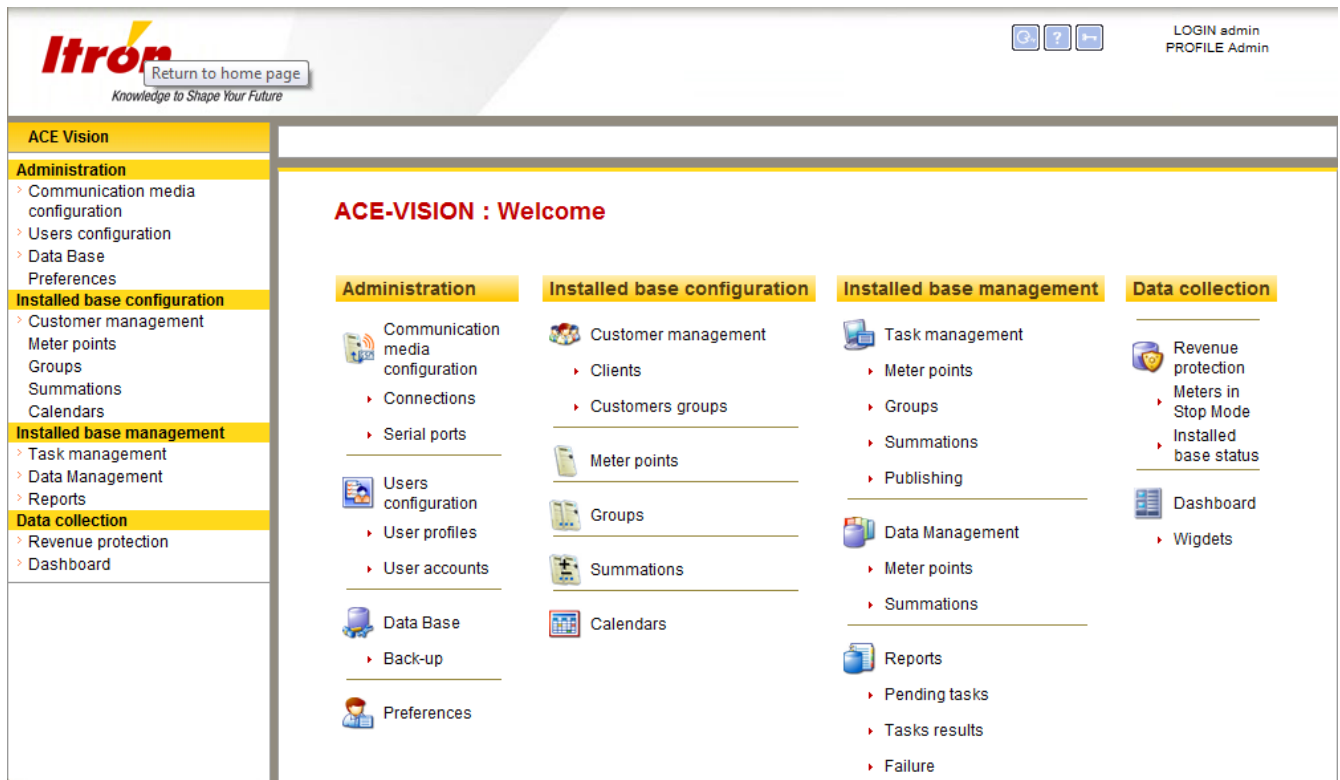 Itrón
Return to home page
Knowledge to Shape Your Future
LOGIN admin
PROFILE Admin
ACE Vision
Administration
Communication media
configuration
Users configuration
Data Base
Preferences
Installed base configuration
Customer management
Meter points
Groups
Summations
Calendars
Installed base management
Task management
Data Management
Reports
Data collection
Revenue protection
Dashboard
ACE-VISION : Welcome
Administration
Communication
media
configuration
Connections
Serial ports
Users
configuration
User profiles
User accounts
Data Base
Back-up
Preferences
Installed base configuration
Customer management
Clients
Customers groups
Meter points
Groups
Summations
Calendars
Installed base management
Task management
Meter points
Groups
Summations
Publishing
Data Management
Meter points
Summations
Reports
Pending tasks
Tasks results
Failure
Data collection
Revenue
protection
Meters in
Stop Mode
Installed
base status
Dashboard
Wigdets